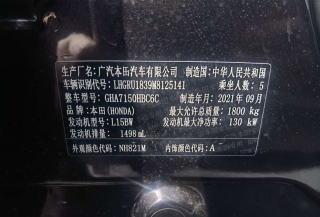 生产厂名:广汽本田汽车有限公司 制造国:中华人民共和国
车辆识别代号:LHGRU1839M8125141 乘坐人数:5
整车型号:GHA7150HBC6C 制造年月:2021年09月
品牌:本田(HONDA) 最大允许总质量:1800 kg
发动机型号:L15BW 发动机最大净功率:130 kW
发动机排量:1498 mL
外观颜色代码:NH821M 内饰颜色代码:A